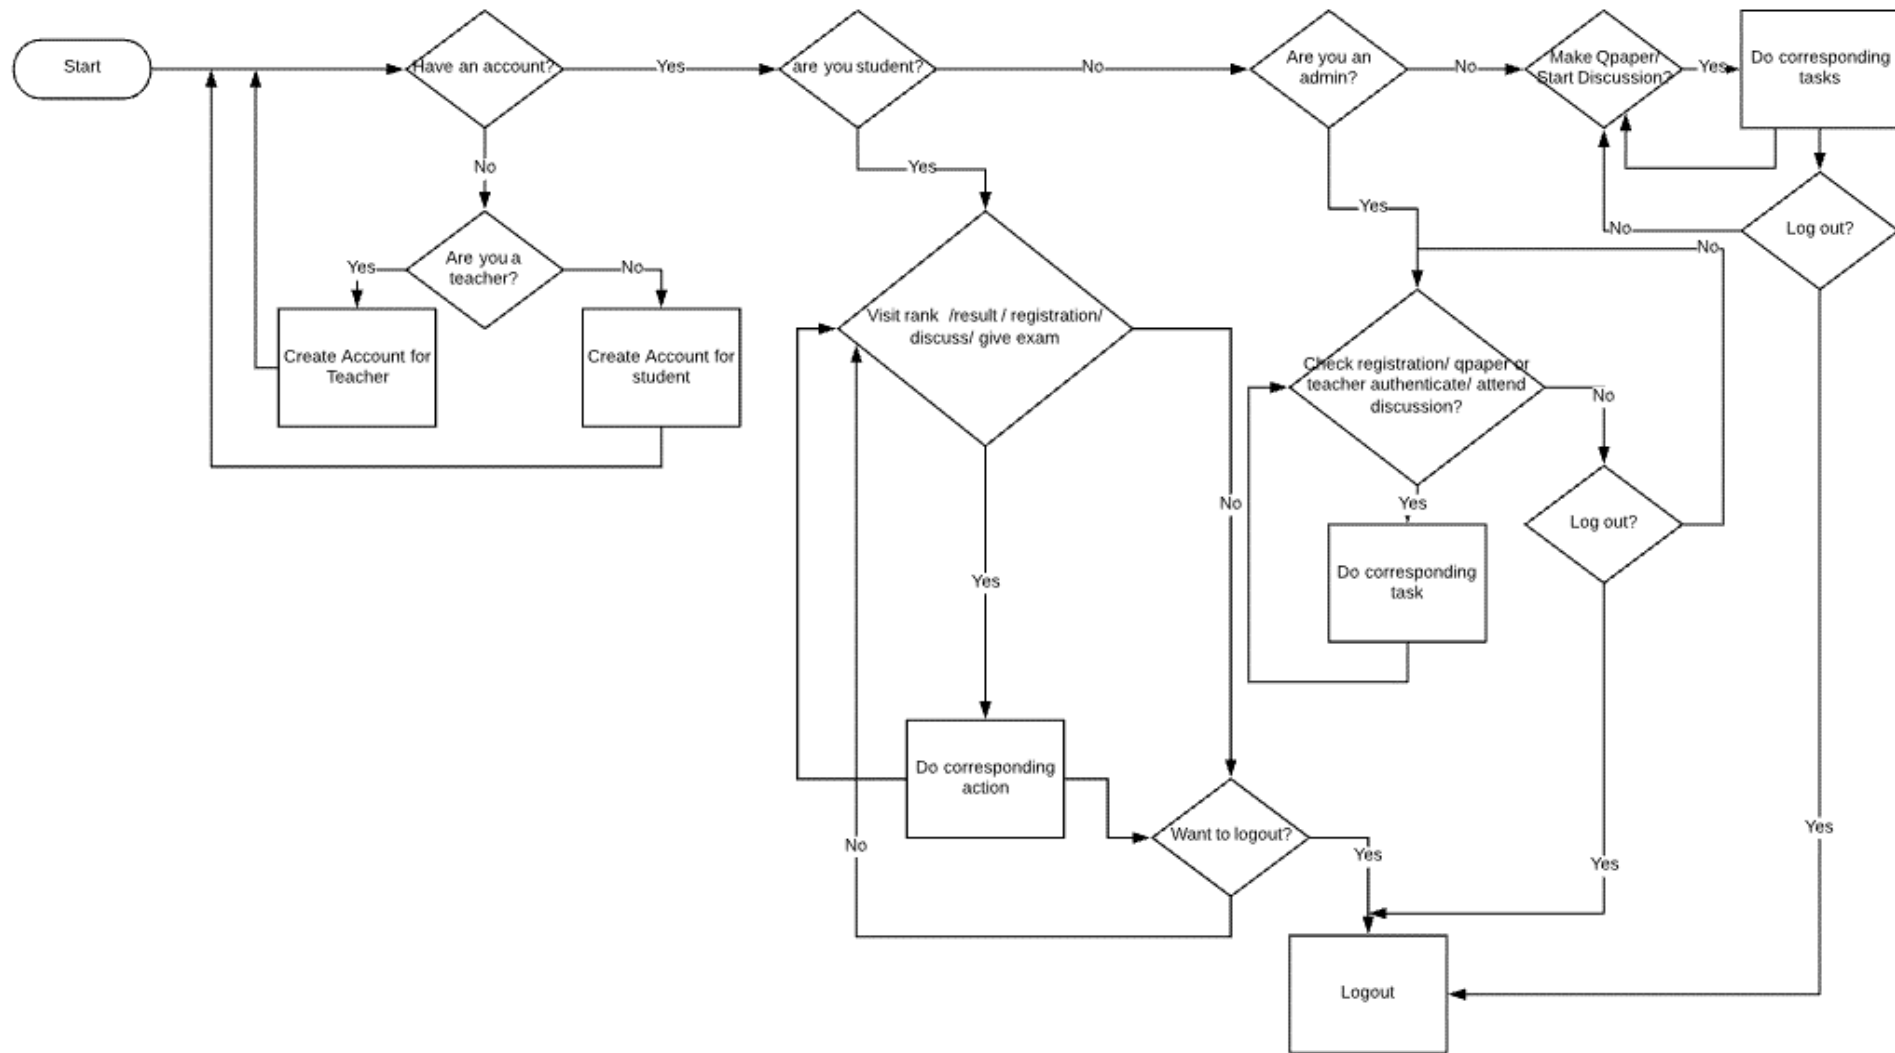 Start
Have an account?
Yes
are you student?
No
Are you an
admin?
No
Make Qpaper/
Start Discussion?
Yes
Do corresponding
tasks
No
Yes
Yes
No
Log out?
No
Are you a
teacher?
Yes
No
Create Account for
Teacher
Create Account for
student
Visit rank /result / registration/
discuss/ give exam
Check registration/ qpaper or
teacher authenticate/ attend
discussion?
No
No
Yes
Log out?
Yes
Do corresponding
task
Do corresponding
action
Want to logout?
No
Yes
Yes
Yes
Logout